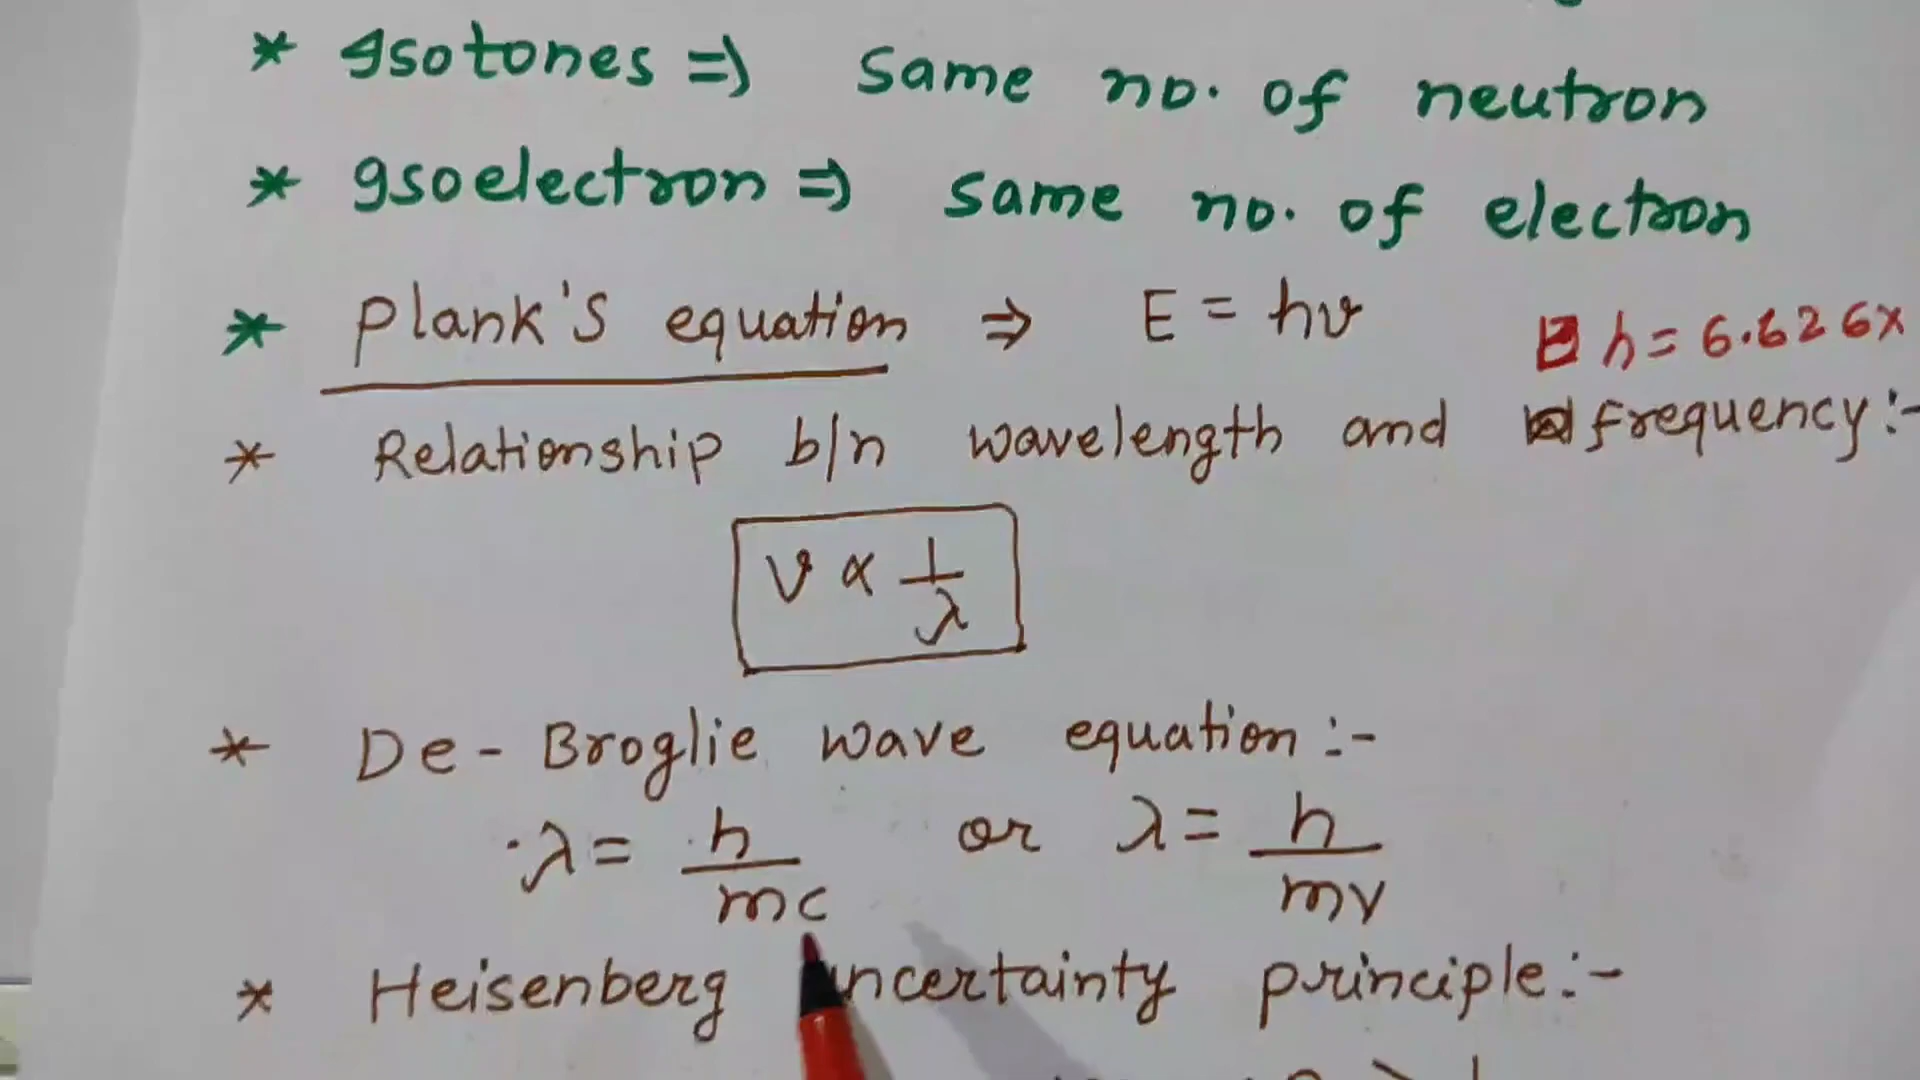 * Isotones ⇒ same no. of neutron
* Isoelectron ⇒ same no. of electron
* Plank's equation ⇒ E = hν
h = 6.626×
* Relationship b/n wavelength and frequency:-
ν ∝ 1/λ
* De-Broglie wave equation:-
λ = h/mc or λ = h/mv
* Heisenberg uncertainty principle:-